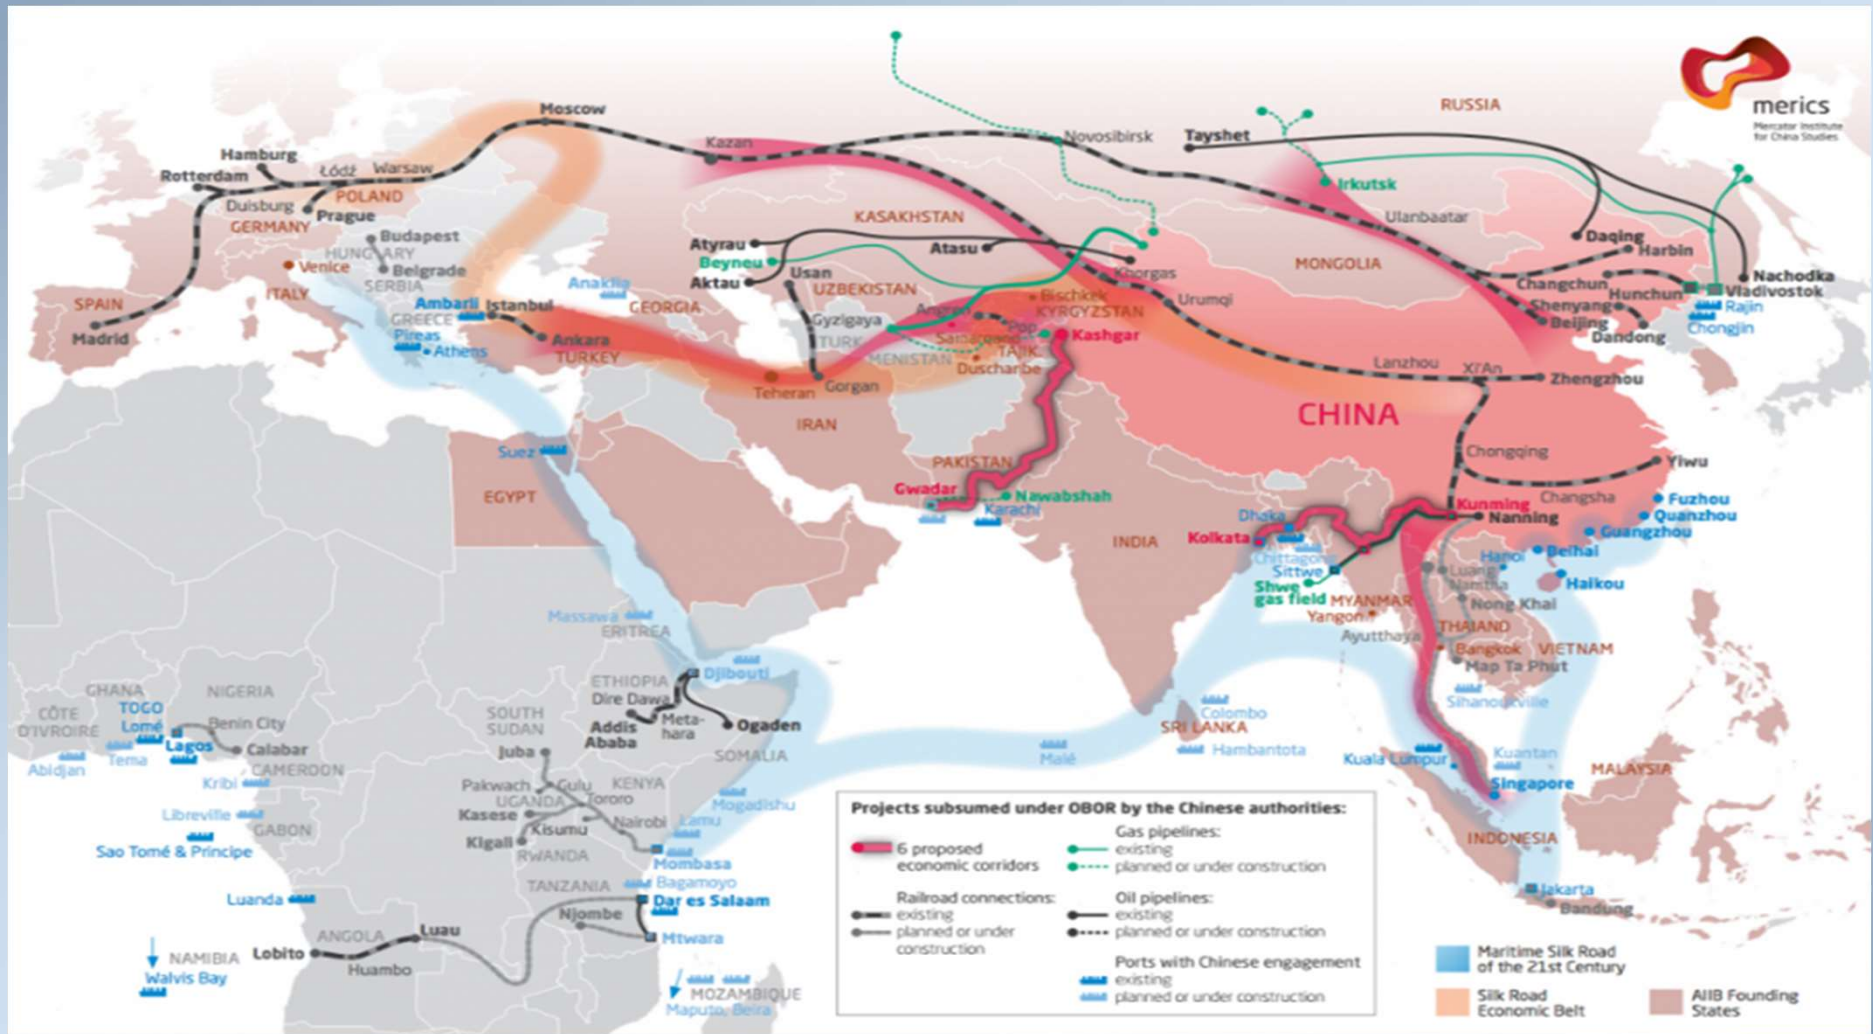 merics
Mercator Institute
for China Studies
RUSSIA
Moscow
Kazan
Novosibirsk
Tayshet
Irkutsk
Hamburg
Rotterdam
Łódź
Warsaw
Duisburg
POLAND
Prague
GERMANY
Ulanbaatar
KASAKHSTAN
Budapest
HUNGARY
Belgrade
SERBIA
Venice
ITALY
SPAIN
Madrid
Atyrau
Beyneu
Aktau
Atasu
Usan
UZBEKISTAN
Khorgas
Urumqi
MONGOLIA
Daqing
Harbin
Changchun
Hunchun
Nachodka
Vladivostok
Rajin
Chongjin
Shenyang
Beijing
Dandong
Ambarli
Istanbul
Anaklia
GEORGIA
GREECE
Pireas
Athens
Ankara
TURKEY
Gyzigaya
TURK
MENISTAN
Angren
Pop
Samarqand
TAJIK.
Duschanbe
Bischkek
KYRGYZSTAN
Kashgar
Teheran
Gorgan
IRAN
Lanzhou
Xi'An
Zhengzhou
CHINA
Chongqing
Yiwu
Changsha
Suez
EGYPT
PAKISTAN
Gwadar
Nawabshah
Karachi
INDIA
Dhaka
Kolkata
Chittagong
Sittwe
Shwe
gas field
MYANMAR
Yangon
Kunming
Nanning
Fuzhou
Quanzhou
Guangzhou
Hanoi
Beihai
Haikou
Luang
Namtha
Nong Khai
THAIAND
Ayutthaya
Bangkok
VIETNAM
Map Ta Phut
Sihanoukville
Massawa
ERITREA
Djibouti
ETHIOPIA
Dire Dawa
Addis
Ababa
Meta-
hara
Ogaden
SOMALIA
SOUTH
SUDAN
Juba
GHANA
NIGERIA
CÔTE
D'IVROIRE
TOGO
Lomé
Benin City
Lagos
Calabar
Tema
Abidjan
CAMEROON
Kribi
Libreville
GABON
Sao Tomé & Principe
Pakwach
Gulu
KENYA
UGANDA
Tororo
Kasese
Kisumu
Nairobi
Kigali
RWANDA
Lamu
Mogadishu
Mombasa
TANZANIA
Bagamoyo
Dar es Salaam
Njombe
Mtwara
Luanda
ANGOLA
Luau
Lobito
Huambo
NAMIBIA
Walvis Bay
MOZAMBIQUE
Maputo, Beira
Malé
SRI LANKA
Colombo
Hambantota
Kuala Lumpur
Kuantan
Singapore
MALAYSIA
INDONESIA
Jakarta
Bandung
Projects subsumed under OBOR by the Chinese authorities:
6 proposed
economic corridors
Gas pipelines:
existing
planned or under construction
Railroad connections:
existing
planned or under
construction
Oil pipelines:
existing
planned or under construction
Ports with Chinese engagement
existing
planned or under construction
Maritime Silk Road
of the 21st Century
Silk Road
Economic Belt
AIIB Founding
States